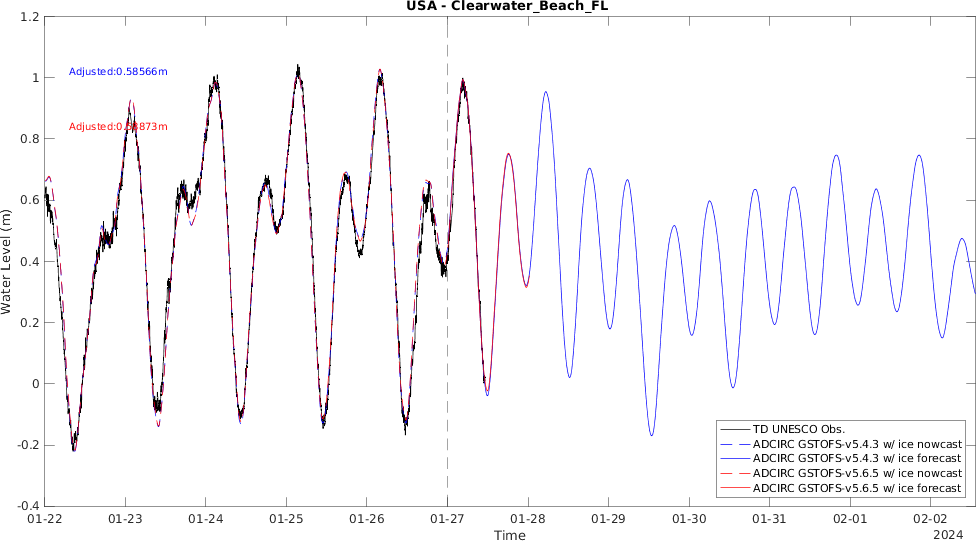 USA - Clearwater_Beach_FL
Water Level (m)
1.2
1
0.8
0.6
0.4
0.2
0
-0.2
-0.4
Adjusted:0.58566m
TD UNESCO Obs.
ADCIRC GSTOFS-v5.4.3 w/ ice nowcast
ADCIRC GSTOFS-v5.4.3 w/ ice forecast
ADCIRC GSTOFS-v5.6.5 w/ ice nowcast
ADCIRC GSTOFS-v5.6.5 w/ ice forecast
01-22 01-23 01-24 01-25 01-26 01-27 01-28 01-29 01-30 01-31 02-01 02-02
Time
2024